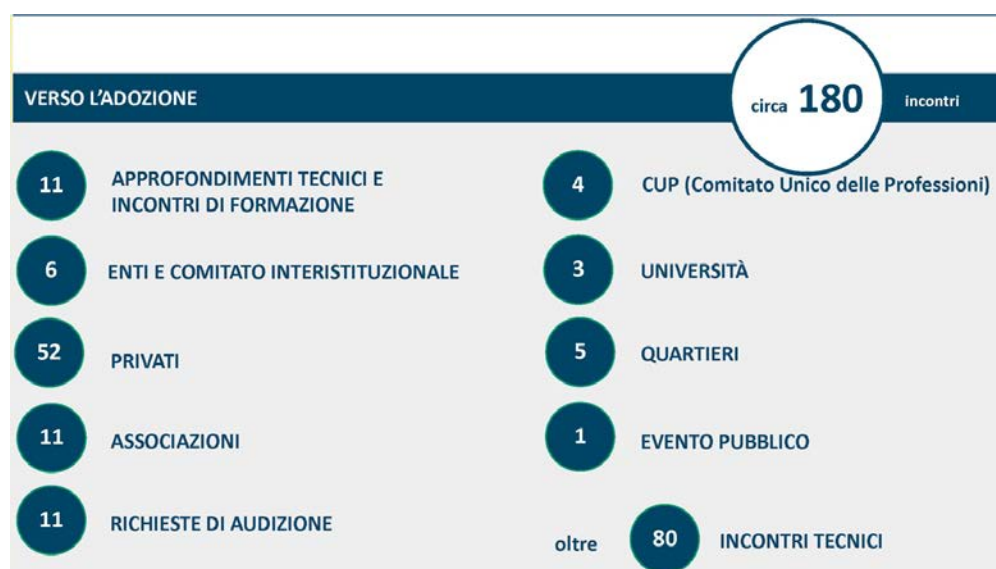 VERSO L'ADOZIONE
circa 180 incontri
11
APPROFONDIMENTI TECNICI E
INCONTRI DI FORMAZIONE
6
ENTI E COMITATO INTERISTITUZIONALE
52
PRIVATI
11
ASSOCIAZIONI
11
RICHIESTE DI AUDIZIONE
4
CUP (Comitato Unico delle Professioni)
3
UNIVERSITÀ
5
QUARTIERI
1
EVENTO PUBBLICO
oltre 80 INCONTRI TECNICI